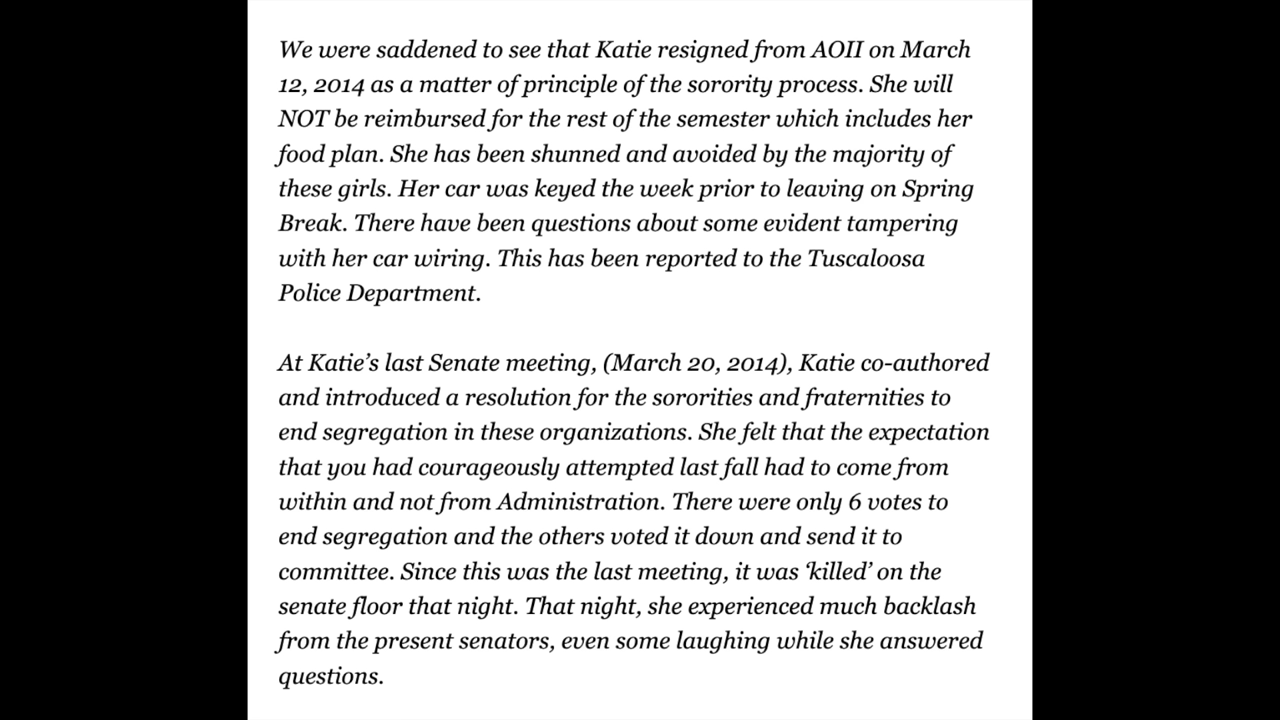 We were saddened to see that Katie resigned from AOII on March
12, 2014 as a matter of principle of the sorority process. She will
NOT be reimbursed for the rest of the semester which includes her
food plan. She has been shunned and avoided by the majority of
these girls. Her car was keyed the week prior to leaving on Spring
Break. There have been questions about some evident tampering
with her car wiring. This has been reported to the Tuscaloosa
Police Department.
At Katie’s last Senate meeting, (March 20, 2014), Katie co-authored
and introduced a resolution for the sororities and fraternities to
end segregation in these organizations. She felt that the expectation
that you had courageously attempted last fall had to come from
within and not from Administration. There were only 6 votes to
end segregation and the others voted it down and send it to
committee. Since this was the last meeting, it was ‘killed’ on the
senate floor that night. That night, she experienced much backlash
from the present senators, even some laughing while she answered
questions.